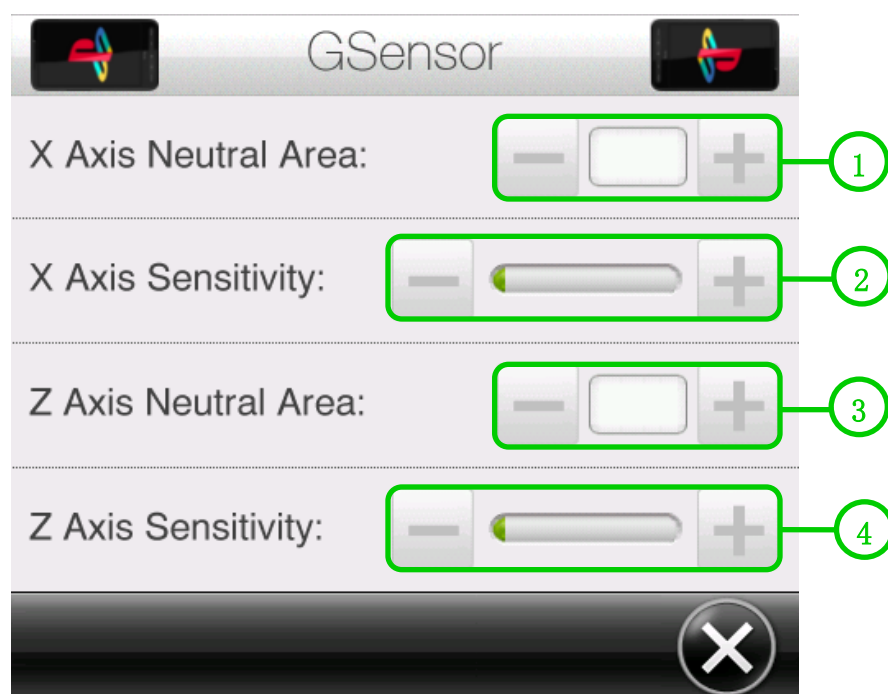 GSensor
X Axis Neutral Area:
1
X Axis Sensitivity:
2
Z Axis Neutral Area:
3
Z Axis Sensitivity:
4